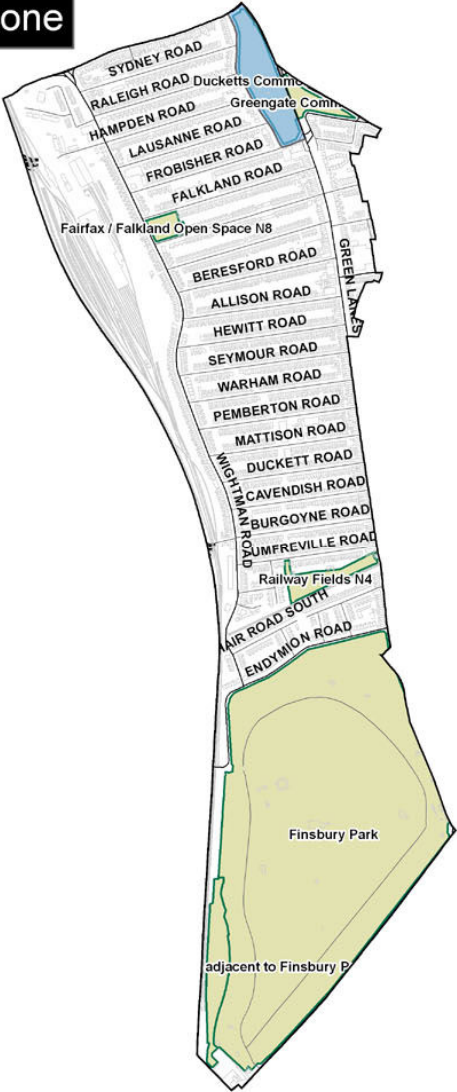 one
SYDNEY ROAD
RALEIGH ROAD
Ducketts Commo
HAMPDEN ROAD
Greengate Comm
LAUSANNE ROAD
FROBISHER ROAD
FALKLAND ROAD
Fairfax / Falkland Open Space N8
GREEN LANES
BERESFORD ROAD
ALLISON ROAD
HEWITT ROAD
SEYMOUR ROAD
WARHAM ROAD
PEMBERTON ROAD
MATTISON ROAD
WIGHTMAN ROAD
DUCKETT ROAD
CAVENDISH ROAD
BURGOYNE ROAD
UMFREVILLE ROAD
Railway Fields N4
AIR ROAD SOUTH
ENDYMION ROAD
Finsbury Park
adjacent to Finsbury P